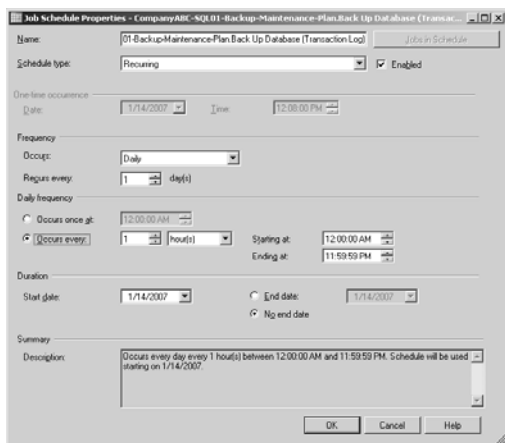 Job Schedule Properties - CompanyABC-SQL01-Backup-Maintenance-Plan.Back Up Database (Transac...
Name:
01-Backup-Maintenance-Plan.Back Up Database (Transaction Log)
Jobs in Schedule
Schedule type:
Recurring
Enabled
One-time occurrence
Date:
1/14/2007
Time:
12:08:00 PM
Frequency
Occurs:
Daily
Recurs every:
1
day(s)
Daily frequency
Occurs once at:
12:00:00 AM
Occurs every:
1
hour(s)
Starting at:
12:00:00 AM
Ending at:
11:59:59 PM
Duration
Start date:
1/14/2007
End date:
1/14/2007
No end date
Summary
Description:
Occurs every day every 1 hour(s) between 12:00:00 AM and 11:59:59 PM. Schedule will be used
starting on 1/14/2007.
OK
Cancel
Help